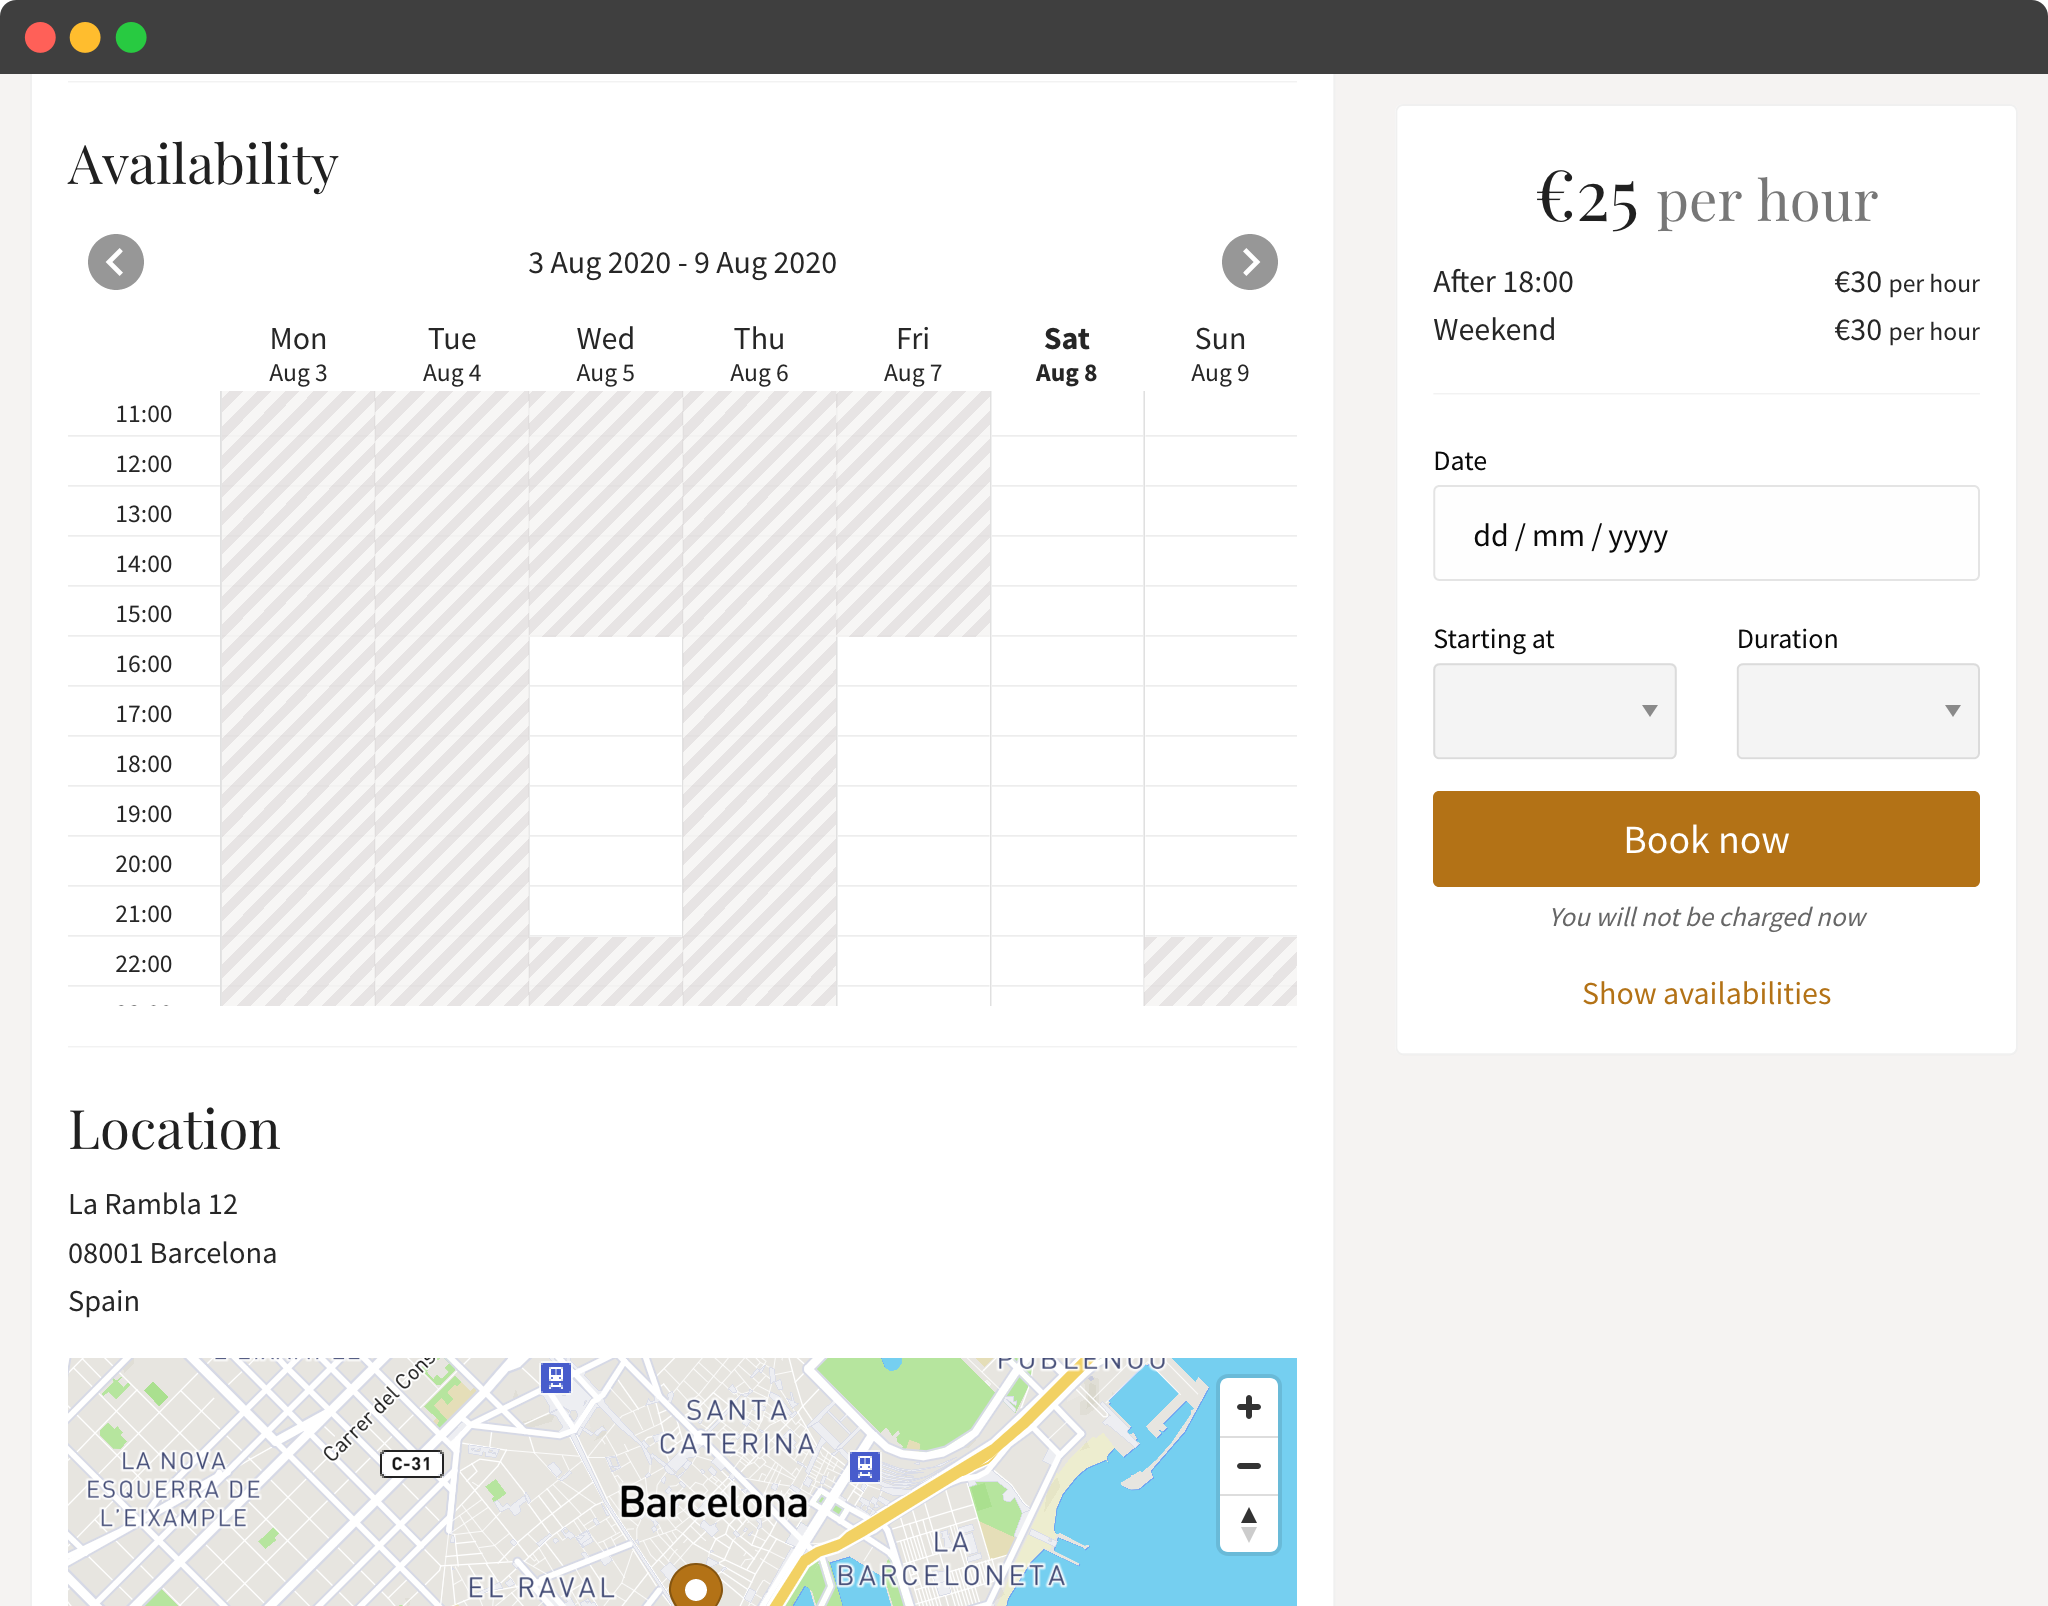 Availability
3 Aug 2020 - 9 Aug 2020
Mon Tue Wed Thu Fri Sat Sun
Aug 3 Aug 4 Aug 5 Aug 6 Aug 7 Aug 8 Aug 9
11:00
12:00
13:00
14:00
15:00
16:00
17:00
18:00
19:00
20:00
21:00
22:00
€25 per hour
After 18:00 €30 per hour
Weekend €30 per hour
Date
dd / mm / yyyy
Starting at Duration
Book now
You will not be charged now
Show availabilities
Location
La Rambla 12
08001 Barcelona
Spain
Carrer del Cons
POBLENOU
SANTA
CATERINA
C-31
LA NOVA
ESQUERRA DE
L'EIXAMPLE
Barcelona
LA
BARCELONETA
EL RAVAL